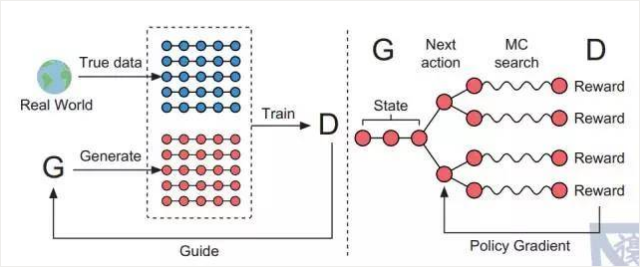 True data
Real World
G
Generate
Train
D
Guide
G
Next
action
MC
search
D
State
Reward
Reward
Reward
Reward
Policy Gradient